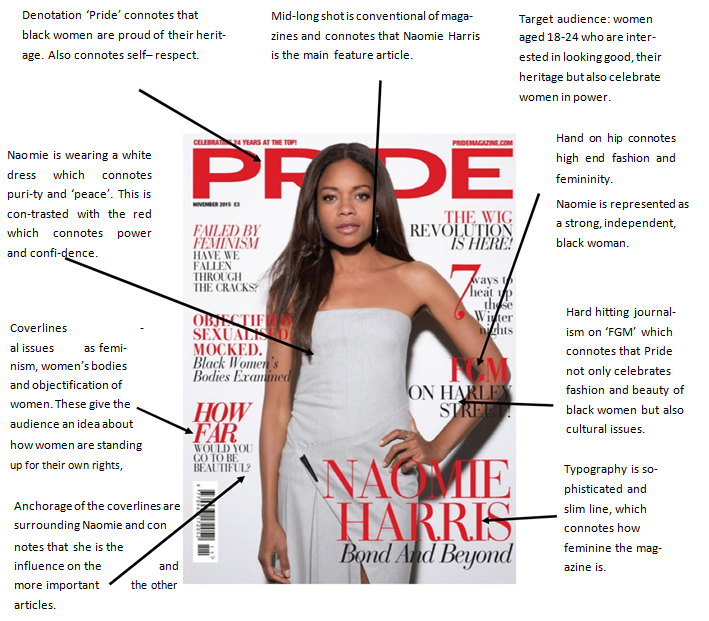 Denotation ‘Pride’ connotes that
black women are proud of their herit-
age. Also connotes self– respect.
Mid-long shot is conventional of maga-
zines and connotes that Naomie Harris
is the main feature article.
Target audience: women
aged 18-24 who are inter-
ested in looking good, their
heritage but also celebrate
women in power.
Naomie is wearing a white
dress which connotes
puri-ty and ‘peace’. This is
con-trasted with the red
which connotes power
and confi-dence.
Coverlines -
al issues as femi-
nism, women’s bodies
and objectification of
women. These give the
audience an idea about
how women are standing
up for their own rights,
Anchorage of the coverlines are
surrounding Naomie and con
notes that she is the
influence on the and
more important the other
articles.
CELEBRATING 24 YEARS AT THE TOP!
PRIDEMAGAZINE.COM
PRIDE
NOVEMBER 2015 £3
FAILED BY
FEMINISM
HAVE WE
FALLEN
THROUGH
THE CRACKS?
OBJECTIFIED
SEXUALISED
MOCKED.
Black Women's
Bodies Examined
HOW
FAR
WOULD YOU
GO TO BE
BEAUTIFUL?
THE WIG
REVOLUTION
IS HERE!
7 ways to
heat up
those
Winter
nights
FGM
ON HARLEY
STREET!
NAOMIE
HARRIS
Bond And Beyond
Hand on hip connotes
high end fashion and
femininity.
Naomie is represented as
a strong, independent,
black woman.
Hard hitting journal-
ism on ‘FGM’ which
connotes that Pride
not only celebrates
fashion and beauty of
black women but also
cultural issues.
Typography is so-
phisticated and
slim line, which
connotes how
feminine the mag-
azine is.